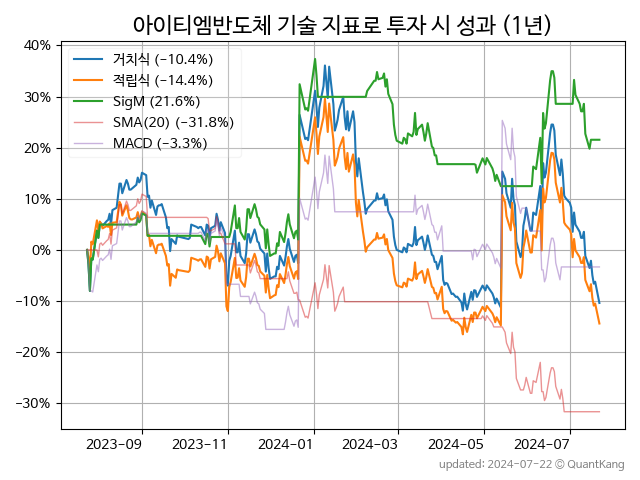 아이티엠반도체 기술 지표로 투자 시 성과 (1년)
40%
30%
20%
10%
0%
−10%
−20%
−30%
거치식 (−10.4%)
적립식 (−14.4%)
SigM (21.6%)
SMA(20) (−31.8%)
MACD (−3.3%)
2023−09
2023−11
2024−01
2024−03
2024−05
2024−07
updated: 2024-07-22 © QuantKang